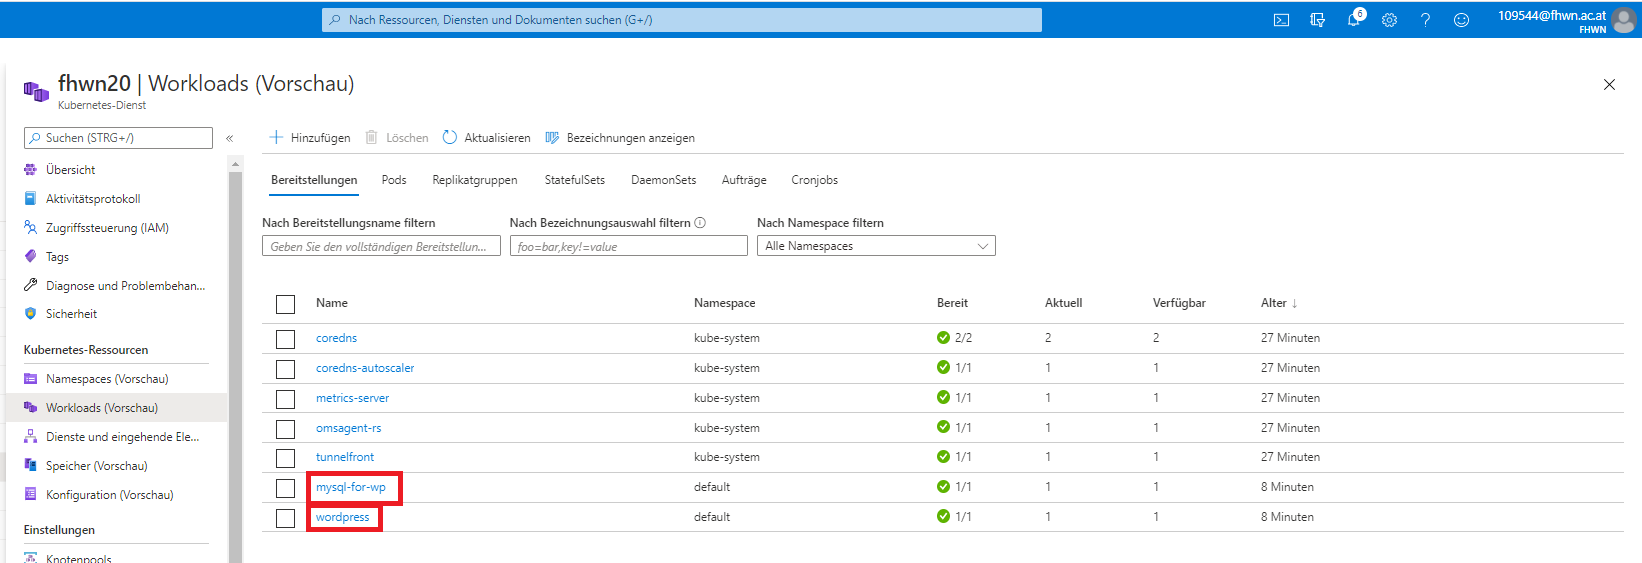 Nach Ressourcen, Diensten und Dokumenten suchen (G+/)
6
109544@fhwn.ac.at
FHWN
fhwn20 | Workloads (Vorschau)
Kubernetes-Dienst
Suchen (STRG+/)
«
Hinzufügen
Löschen
Aktualisieren
Bezeichnungen anzeigen
Übersicht
Aktivitätsprotokoll
Zugriffssteuerung (IAM)
Tags
Diagnose und Problembehan...
Sicherheit
Kubernetes-Ressourcen
Namespaces (Vorschau)
Workloads (Vorschau)
Dienste und eingehende Ele...
Speicher (Vorschau)
Konfiguration (Vorschau)
Einstellungen
Knotenpools
Bereitstellungen Pods Replikatgruppen StatefulSets DaemonSets Aufträge Cronjobs
Nach Bereitstellungsname filtern
Geben Sie den vollständigen Bereitstellun...
Nach Bezeichnungsauswahl filtern
foo=bar,key!=value
Nach Namespace filtern
Alle Namespaces
Name Namespace Bereit Aktuell Verfügbar Alter ↓
coredns kube-system 2/2 2 2 27 Minuten
coredns-autoscaler kube-system 1/1 1 1 27 Minuten
metrics-server kube-system 1/1 1 1 27 Minuten
omsagent-rs kube-system 1/1 1 1 27 Minuten
tunnelfront kube-system 1/1 1 1 27 Minuten
mysql-for-wp default 1/1 1 1 8 Minuten
wordpress default 1/1 1 1 8 Minuten